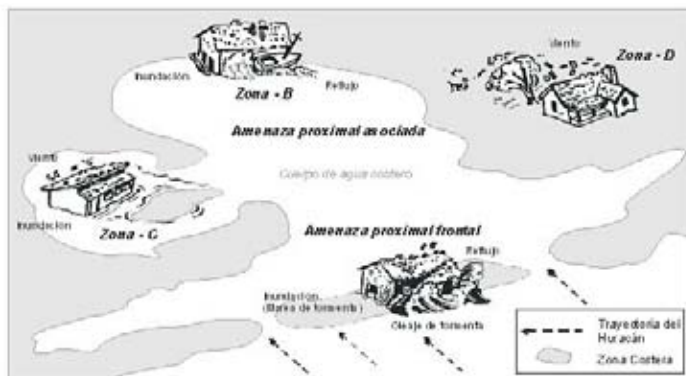 Viento
Zona - D
Inundación
Zona - B
Reflujo
Amenaza proximal asociada
Viento
Cuerpo de agua costero
Inundación
Zona - C
Amenaza proximal frontal
Reflujo
Inundación
(Marea de tormenta)
Oleaje de tormenta
Trayectoria del
Huracán
Zona Costera